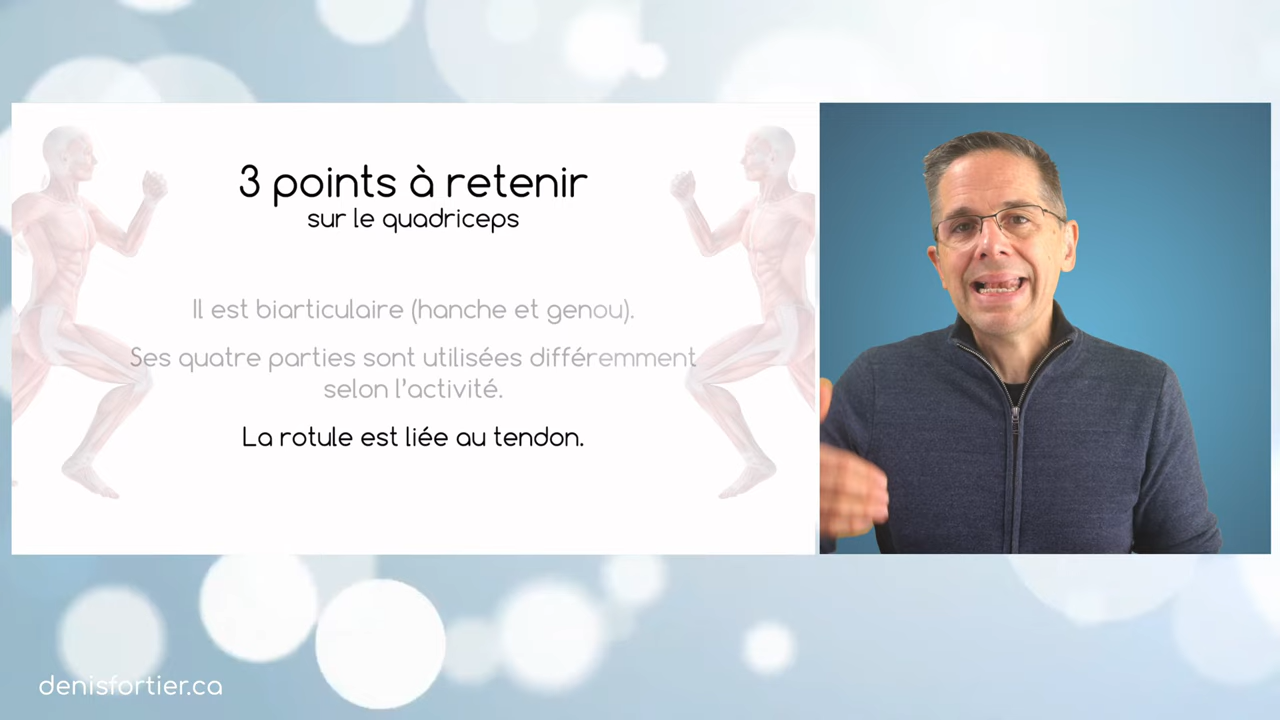 3 points à retenir
sur le quadriceps
Il est biarticulaire (hanche et genou).
Ses quatre parties sont utilisées différemment
selon l’activité.
La rotule est liée au tendon.
denisfortier.ca